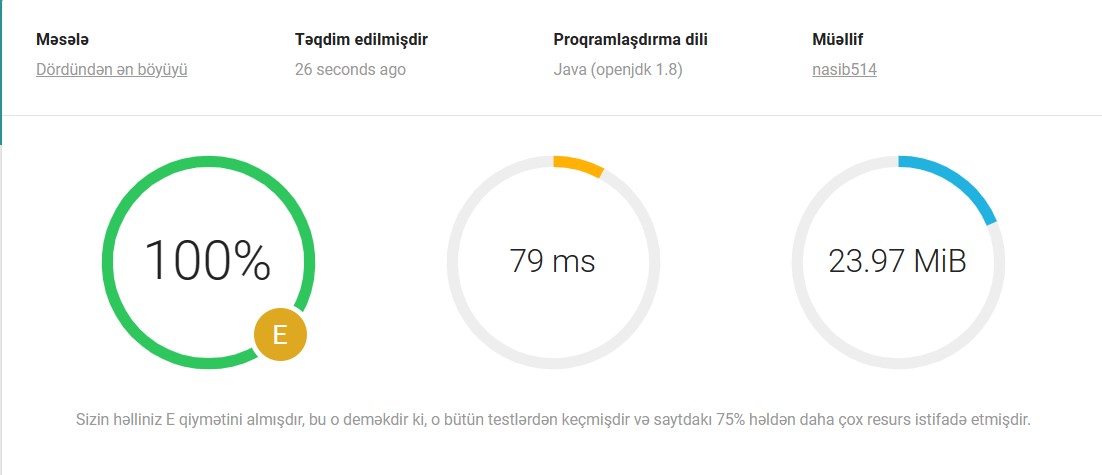 Məsələ Təqdim edilmişdir Proqramlaşdırma dili Müəllif
Dördündən ən böyüyü 26 seconds ago Java (openjdk 1.8) nasib514
100% 79 ms 23.97 MiB
E
Sizin həlliniz E qiymətini almışdır, bu o deməkdir ki, o bütün testlərdən keçmişdir və saytdakı 75% həldən daha çox resurs istifadə etmişdir.